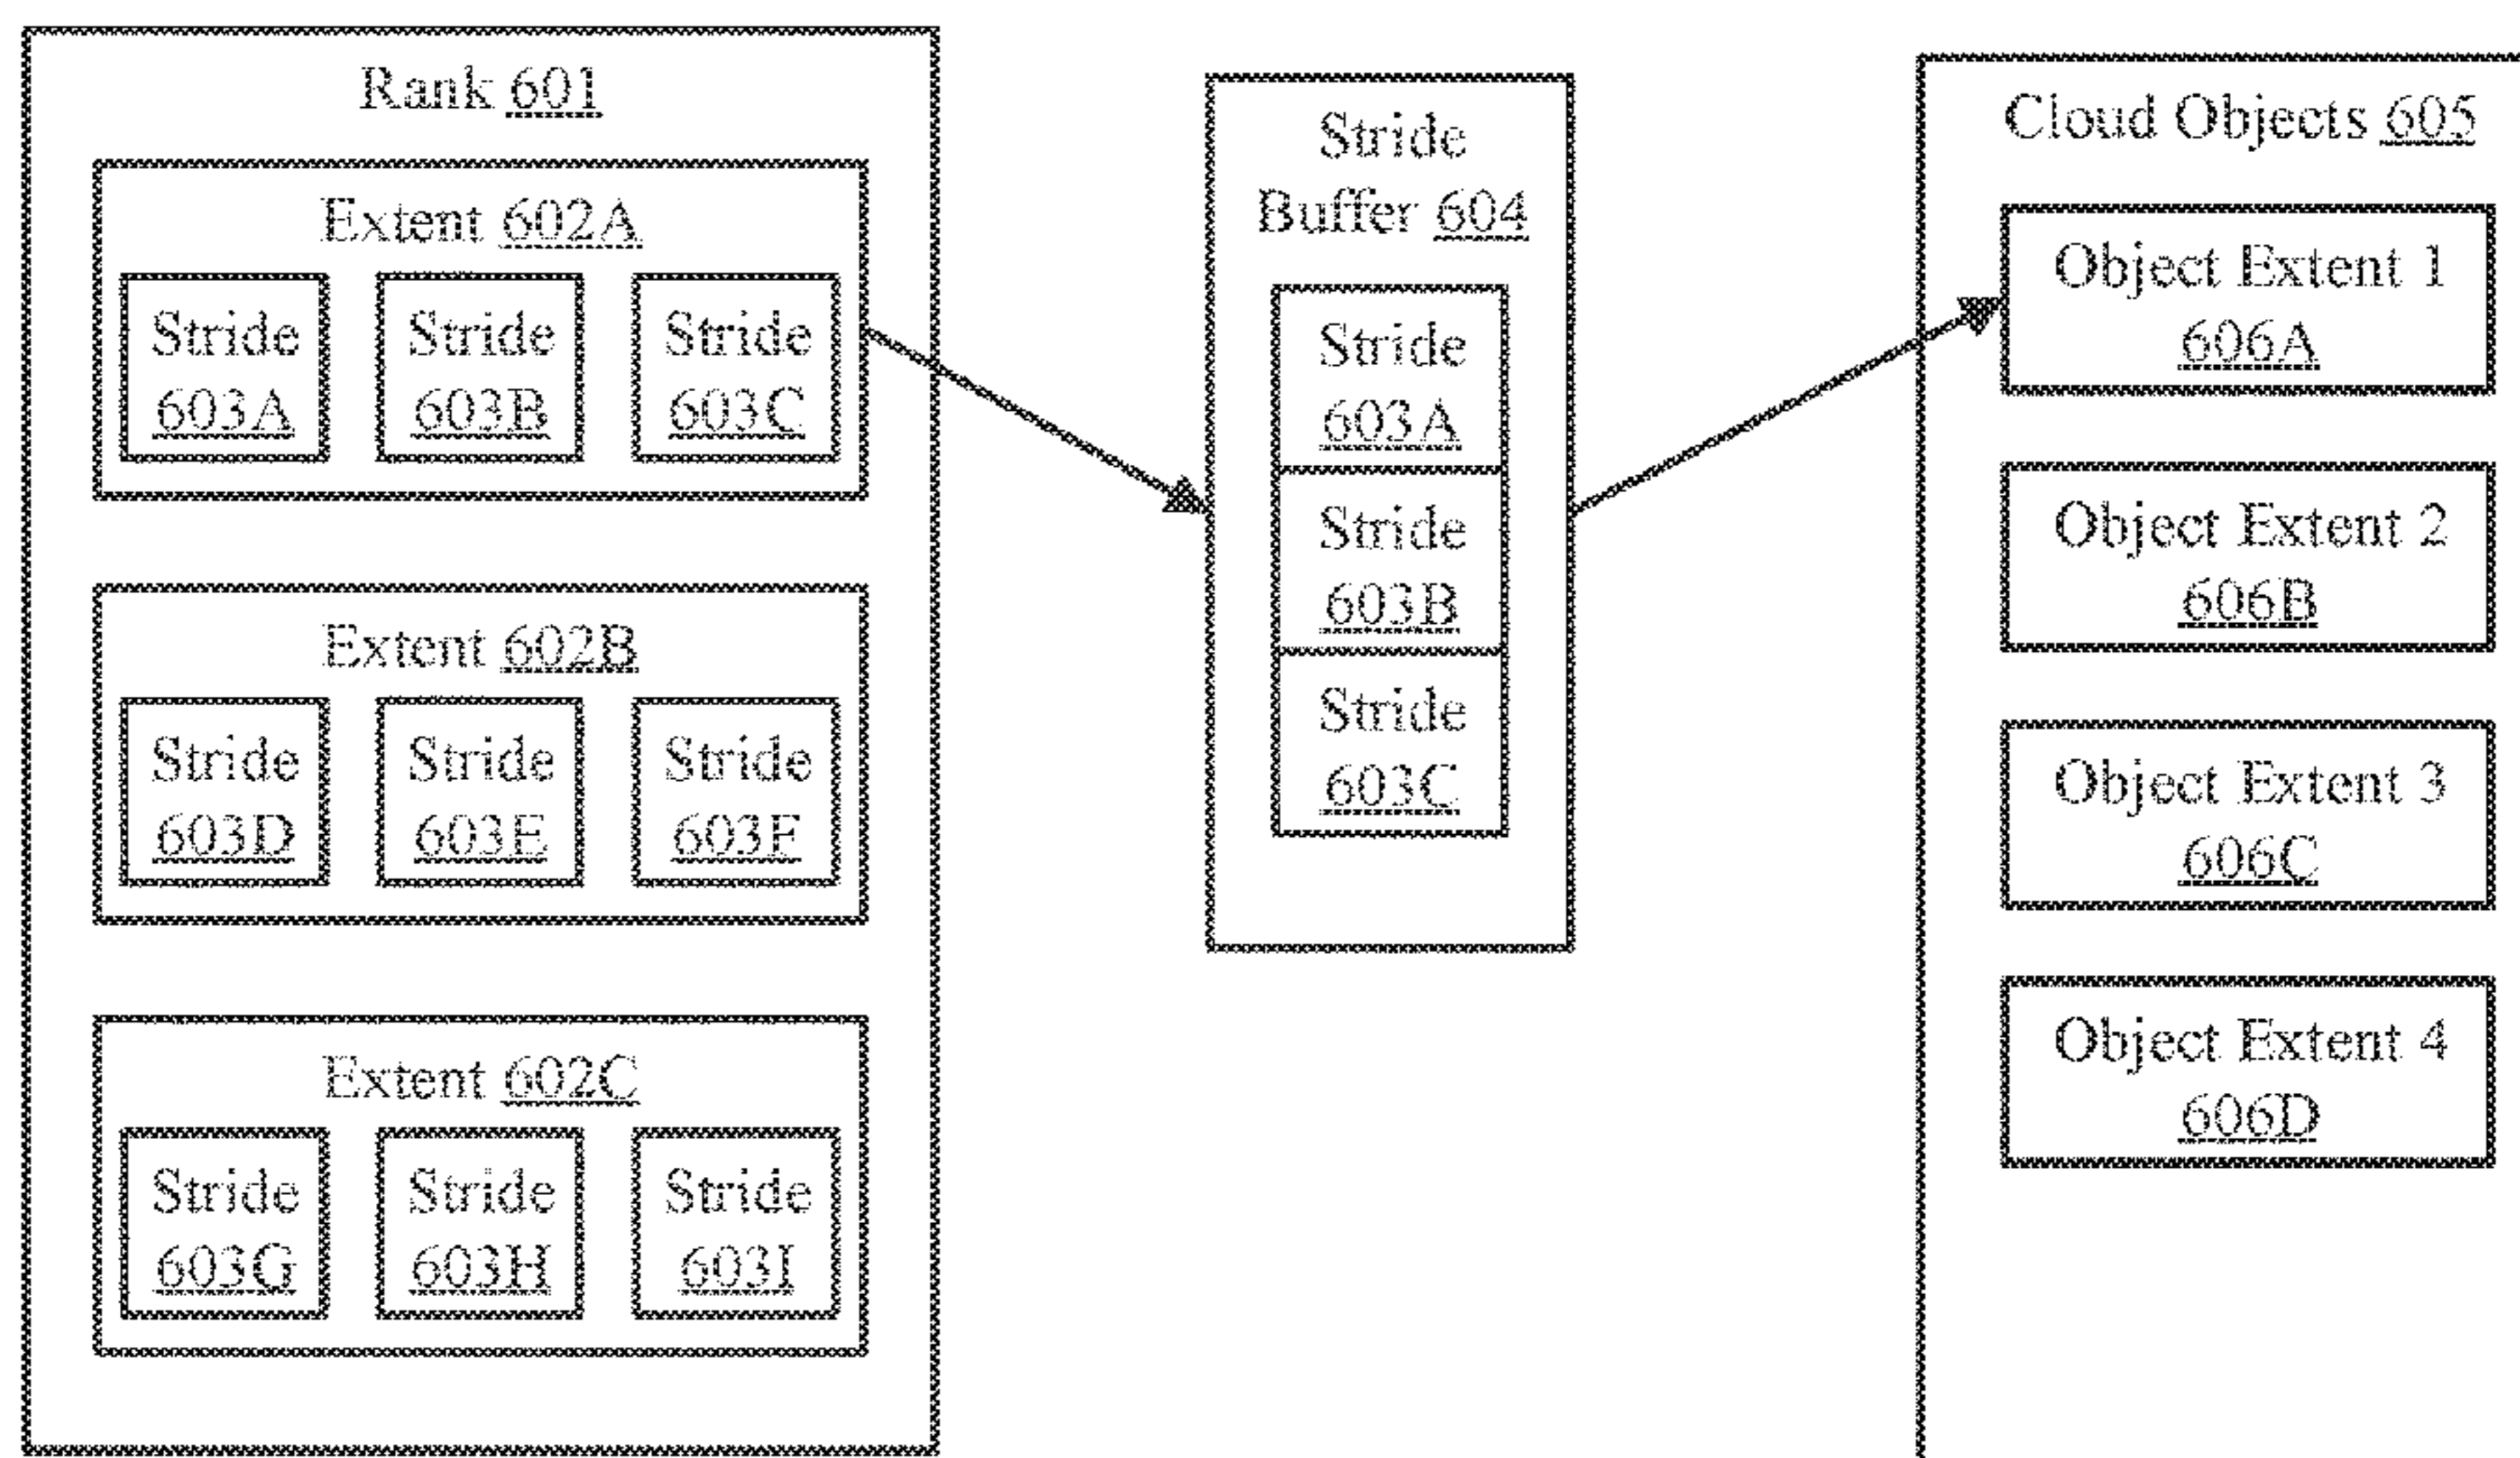 Rank 601
Extent 602A
Stride
603A
Stride
603B
Stride
603C
Extent 602B
Stride
603D
Stride
603E
Stride
603F
Extent 602C
Stride
603G
Stride
603H
Stride
603I
Stride
Buffer 604
Stride
603A
Stride
603B
Stride
603C
Cloud Objects 605
Object Extent 1
606A
Object Extent 2
606B
Object Extent 3
606C
Object Extent 4
606D